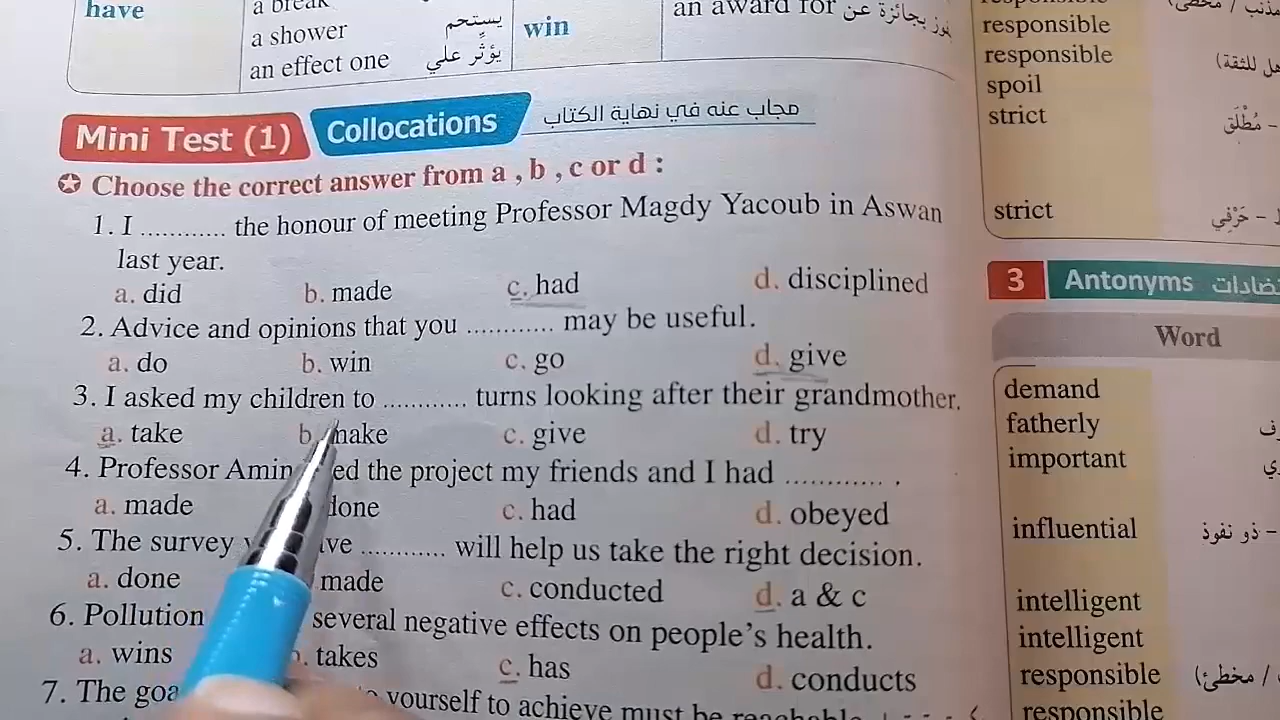 have
a break
a shower يستحم
an effect one يؤثر علي
win
an award for يفوز بجائزة عن
Mini Test (1) Collocations مجاب عنه في نهاية الكتاب
Choose the correct answer from a , b , c or d :
1. I ............ the honour of meeting Professor Magdy Yacoub in Aswan
last year.
a. did b. made c. had d. disciplined
2. Advice and opinions that you ............ may be useful.
a. do b. win c. go d. give
3. I asked my children to ............ turns looking after their grandmother.
a. take b. make c. give d. try
4. Professor Amin the project my friends and I had ............ .
a. made done c. had d. obeyed
5. The survey ............ will help us take the right decision.
a. done made c. conducted d. a & c
6. Pollution several negative effects on people's health.
a. wins takes c. has d. conducts
7. The yourself to achieve must be reachable
responsible
responsible
spoil
strict مُطْلَق -
strict حَرْفي -
3 Antonyms
Word
demand
fatherly
important
influential ذو نفوذ -
intelligent
intelligent
responsible
responsible